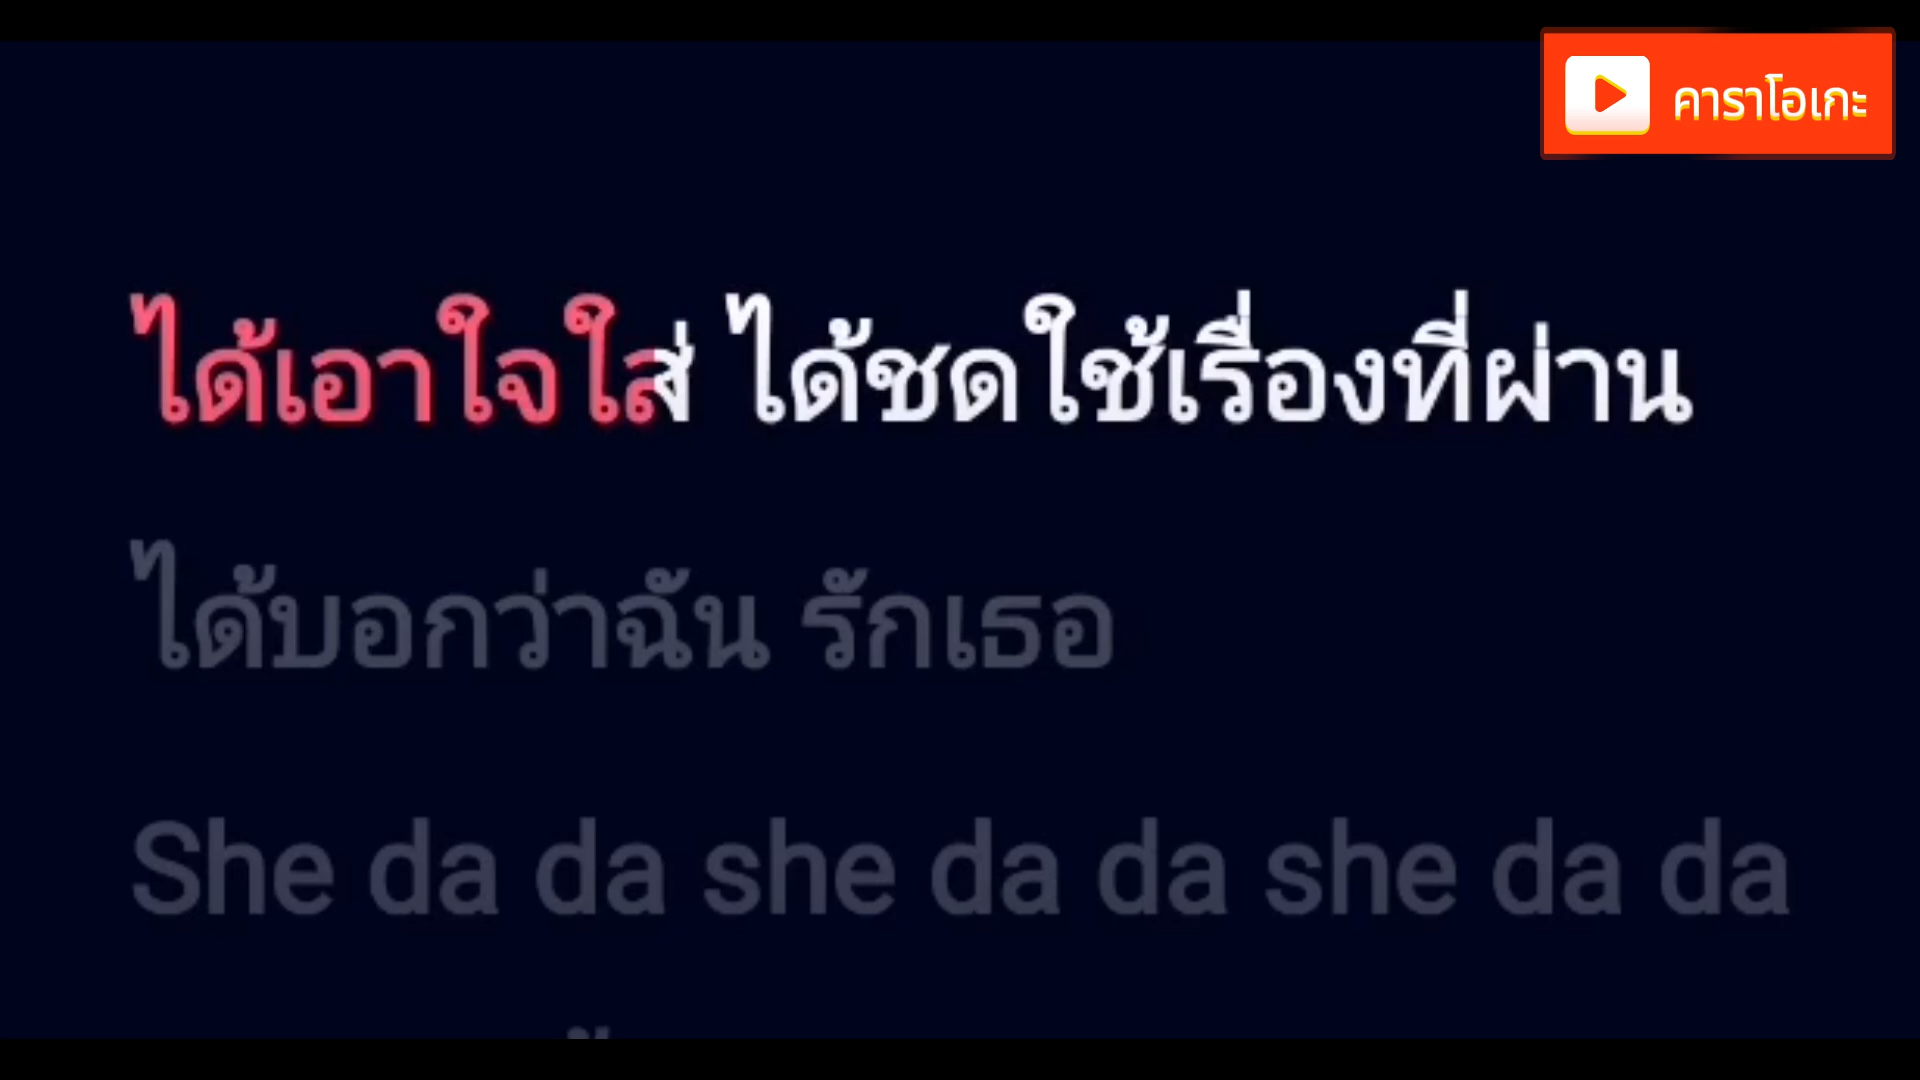 คาราโอเกะ
ได้เอาใจใส่ ได้ชดใช้เรื่องที่ผ่าน
ได้บอกว่าฉัน รักเธอ
She da da she da da she da da